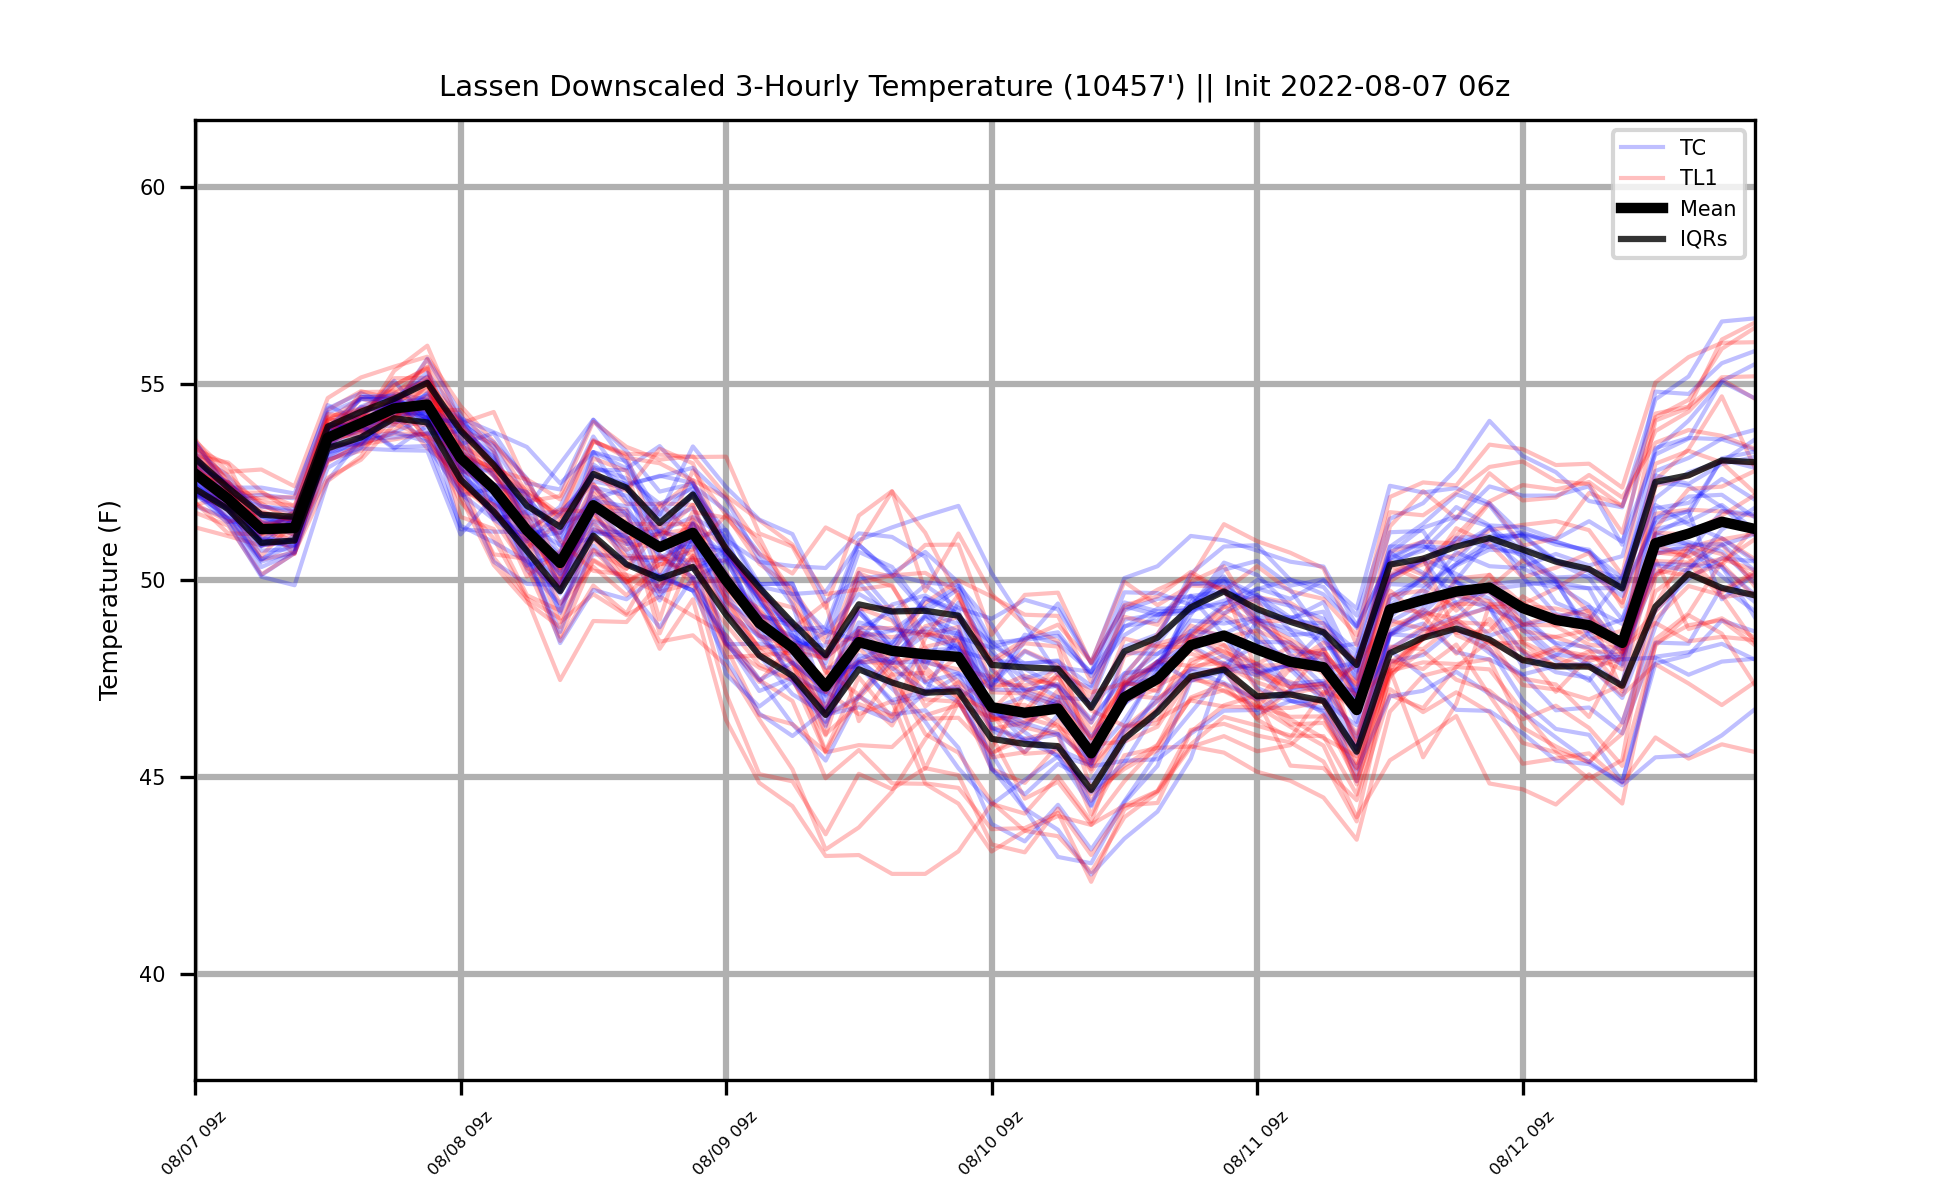 Lassen Downscaled 3-Hourly Temperature (10457') || Init 2022-08-07 06z
TC
TL1
Mean
IQRs
Temperature (F)
60
55
50
45
40
08/07 09z
08/08 09z
08/09 09z
08/10 09z
08/11 09z
08/12 09z